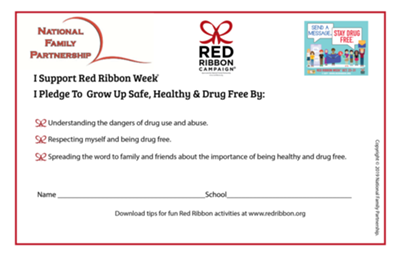 NATIONAL
FAMILY
PARTNERSHIP®
RED
RIBBON
CAMPAIGN®
SEND A
MESSAGE.
STAY DRUG
FREE.
I Support Red Ribbon Week®
I Pledge To Grow Up Safe, Healthy & Drug Free By:
Understanding the dangers of drug use and abuse.
Respecting myself and being drug free.
Spreading the word to family and friends about the importance of being healthy and drug free.
Name School
Download tips for fun Red Ribbon activities at www.redribbon.org
Copyright © 2019 National Family Partnership.